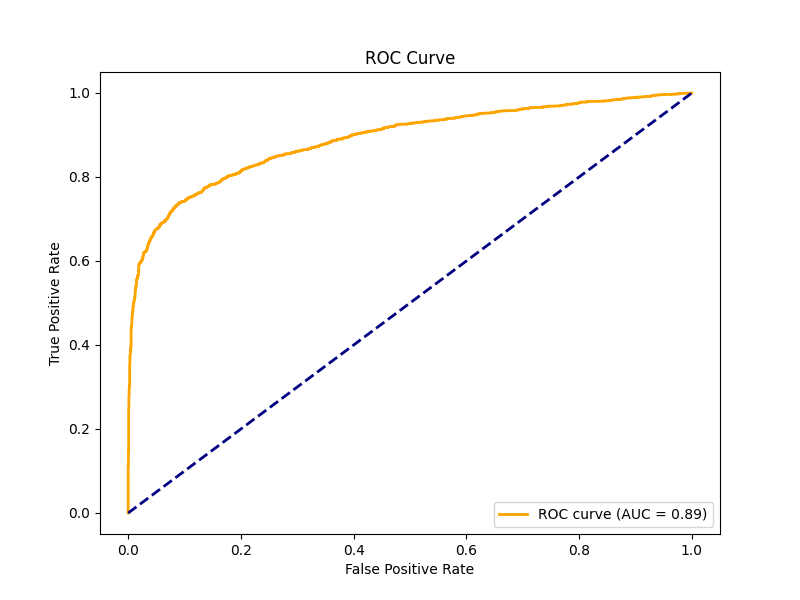 ROC Curve
1.0
0.8
0.6
0.4
0.2
0.0
True Positive Rate
0.0 0.2 0.4 0.6 0.8 1.0
False Positive Rate
ROC curve (AUC = 0.89)